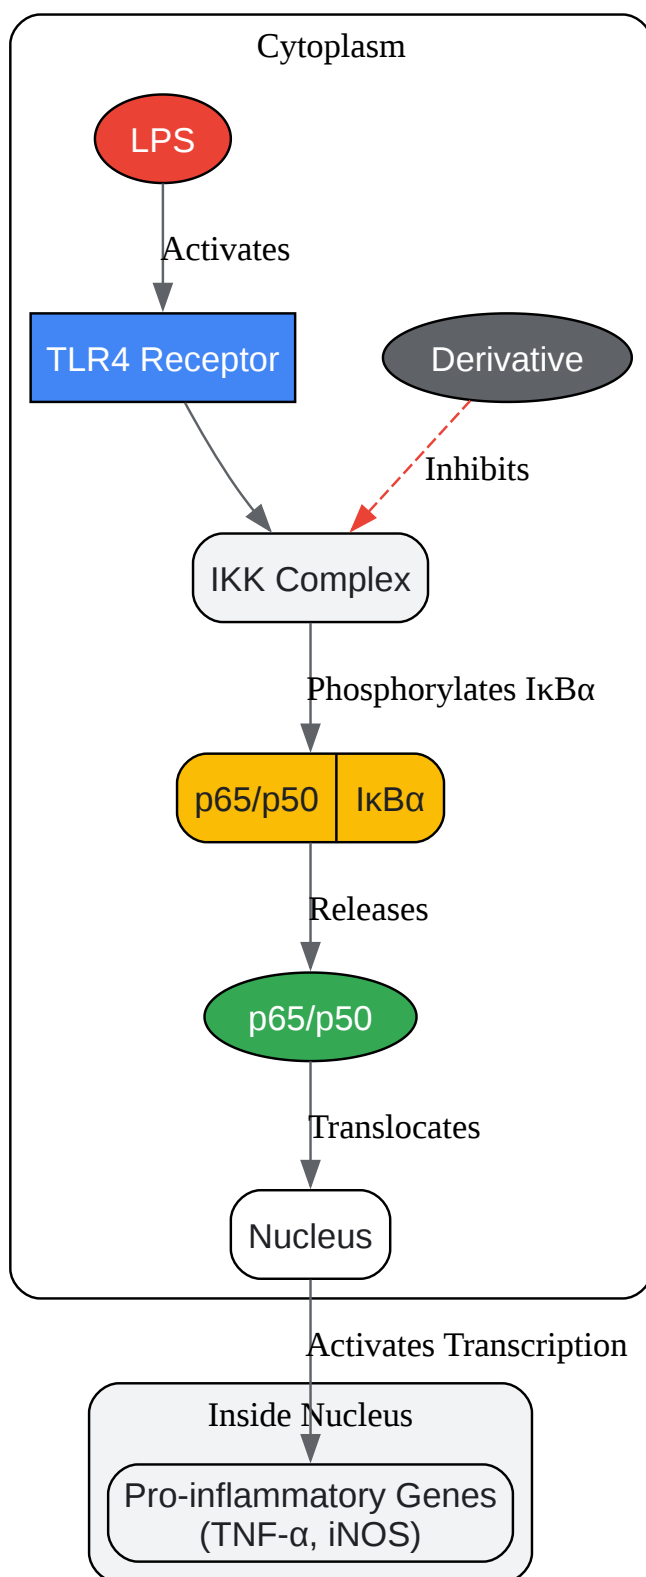 Cytoplasm
LPS
Activates
TLR4 Receptor
Derivative
Inhibits
IKK Complex
Phosphorylates IκBα
p65/p50
IκBα
Releases
p65/p50
Translocates
Nucleus
Activates Transcription
Inside Nucleus
Pro-inflammatory Genes
(TNF-α, iNOS)